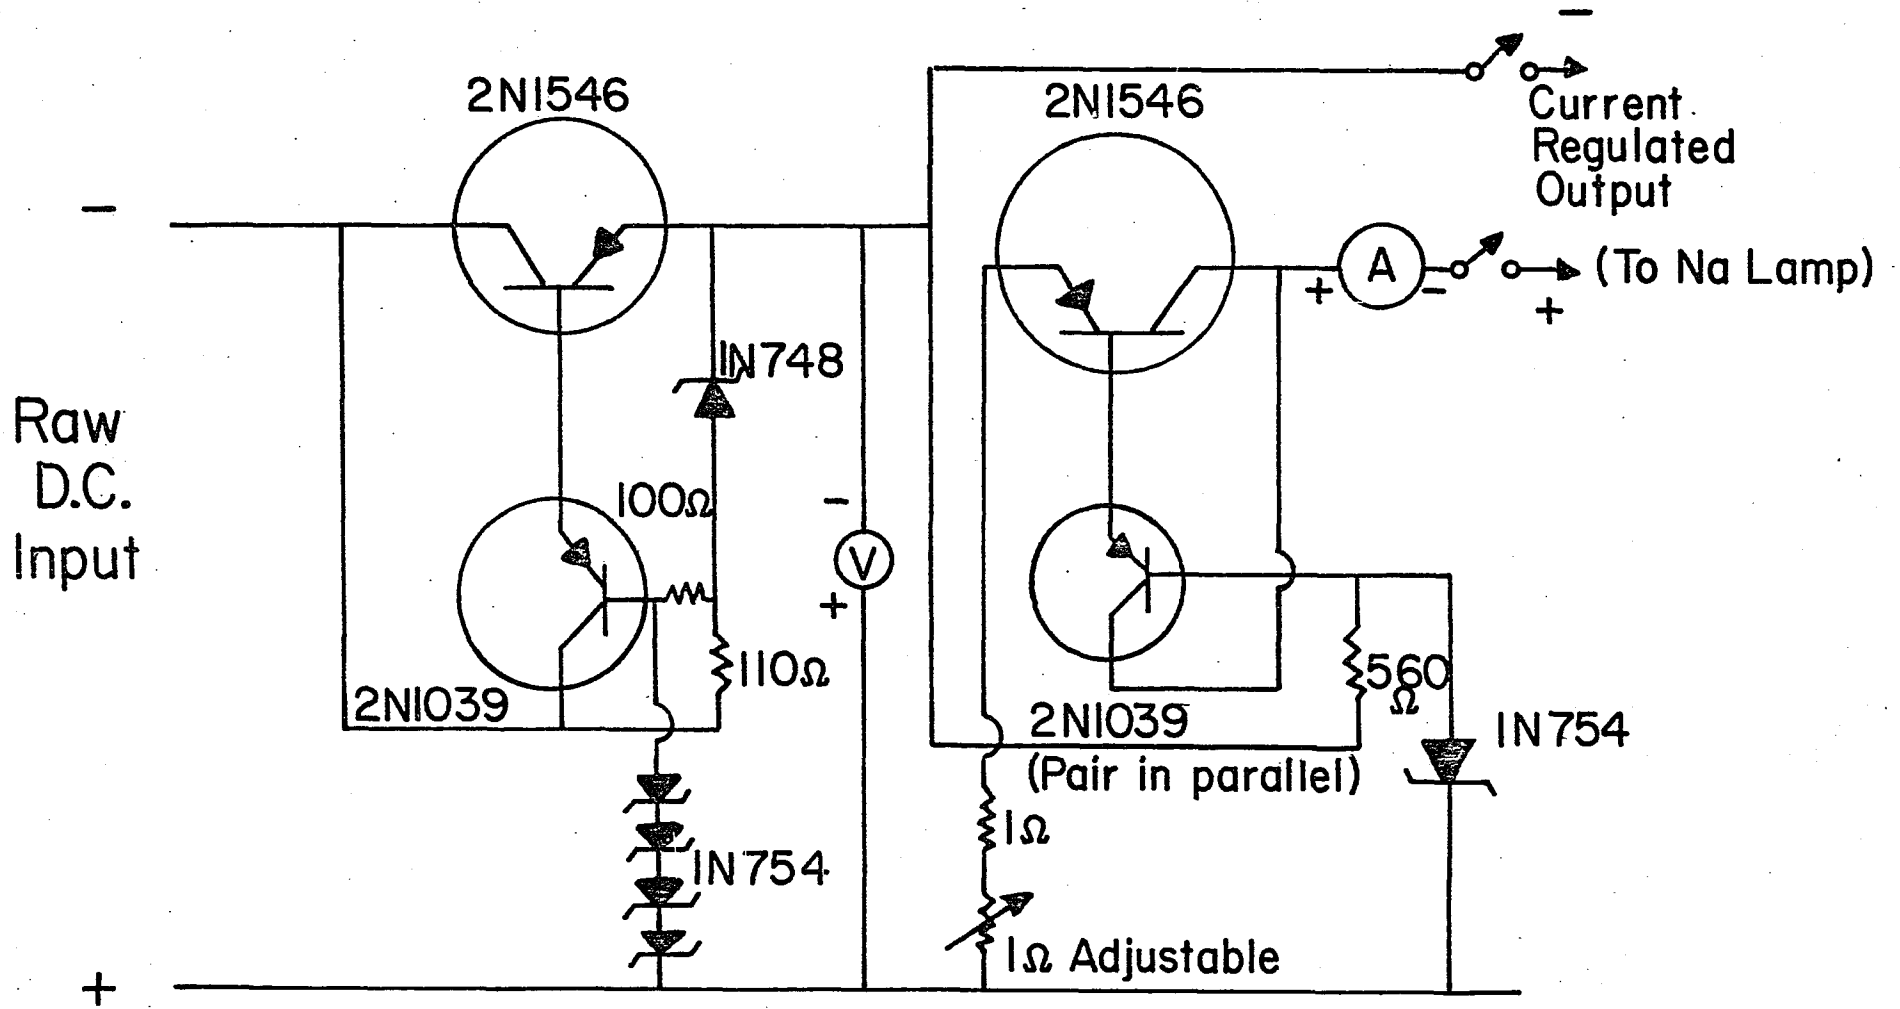 −
2N1546
2N1546
Current
Regulated
Output
−
A
(To Na Lamp)
+
−
+
1N748
Raw
D.C.
Input
100Ω
−
V
+
110Ω
560
Ω
2N1039
2N1039
(Pair in parallel)
1N754
1Ω
1N754
1Ω Adjustable
+